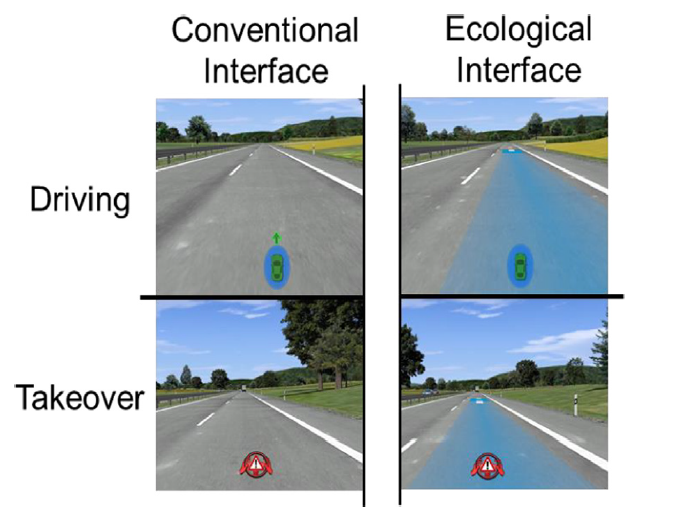 Conventional
Interface
Ecological
Interface
Driving
Takeover